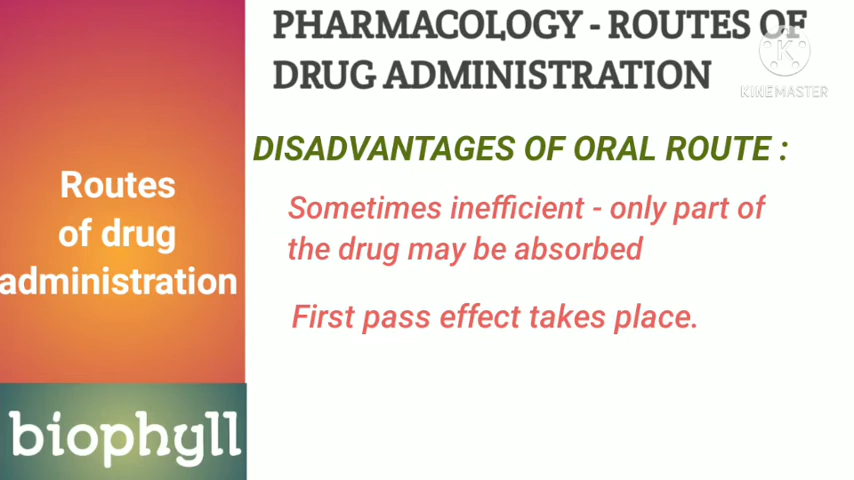 PHARMACOLOGY - ROUTES OF
DRUG ADMINISTRATION
KINEMASTER
DISADVANTAGES OF ORAL ROUTE :
Routes
of drug
administration
Sometimes inefficient - only part of
the drug may be absorbed
First pass effect takes place.
biophyll